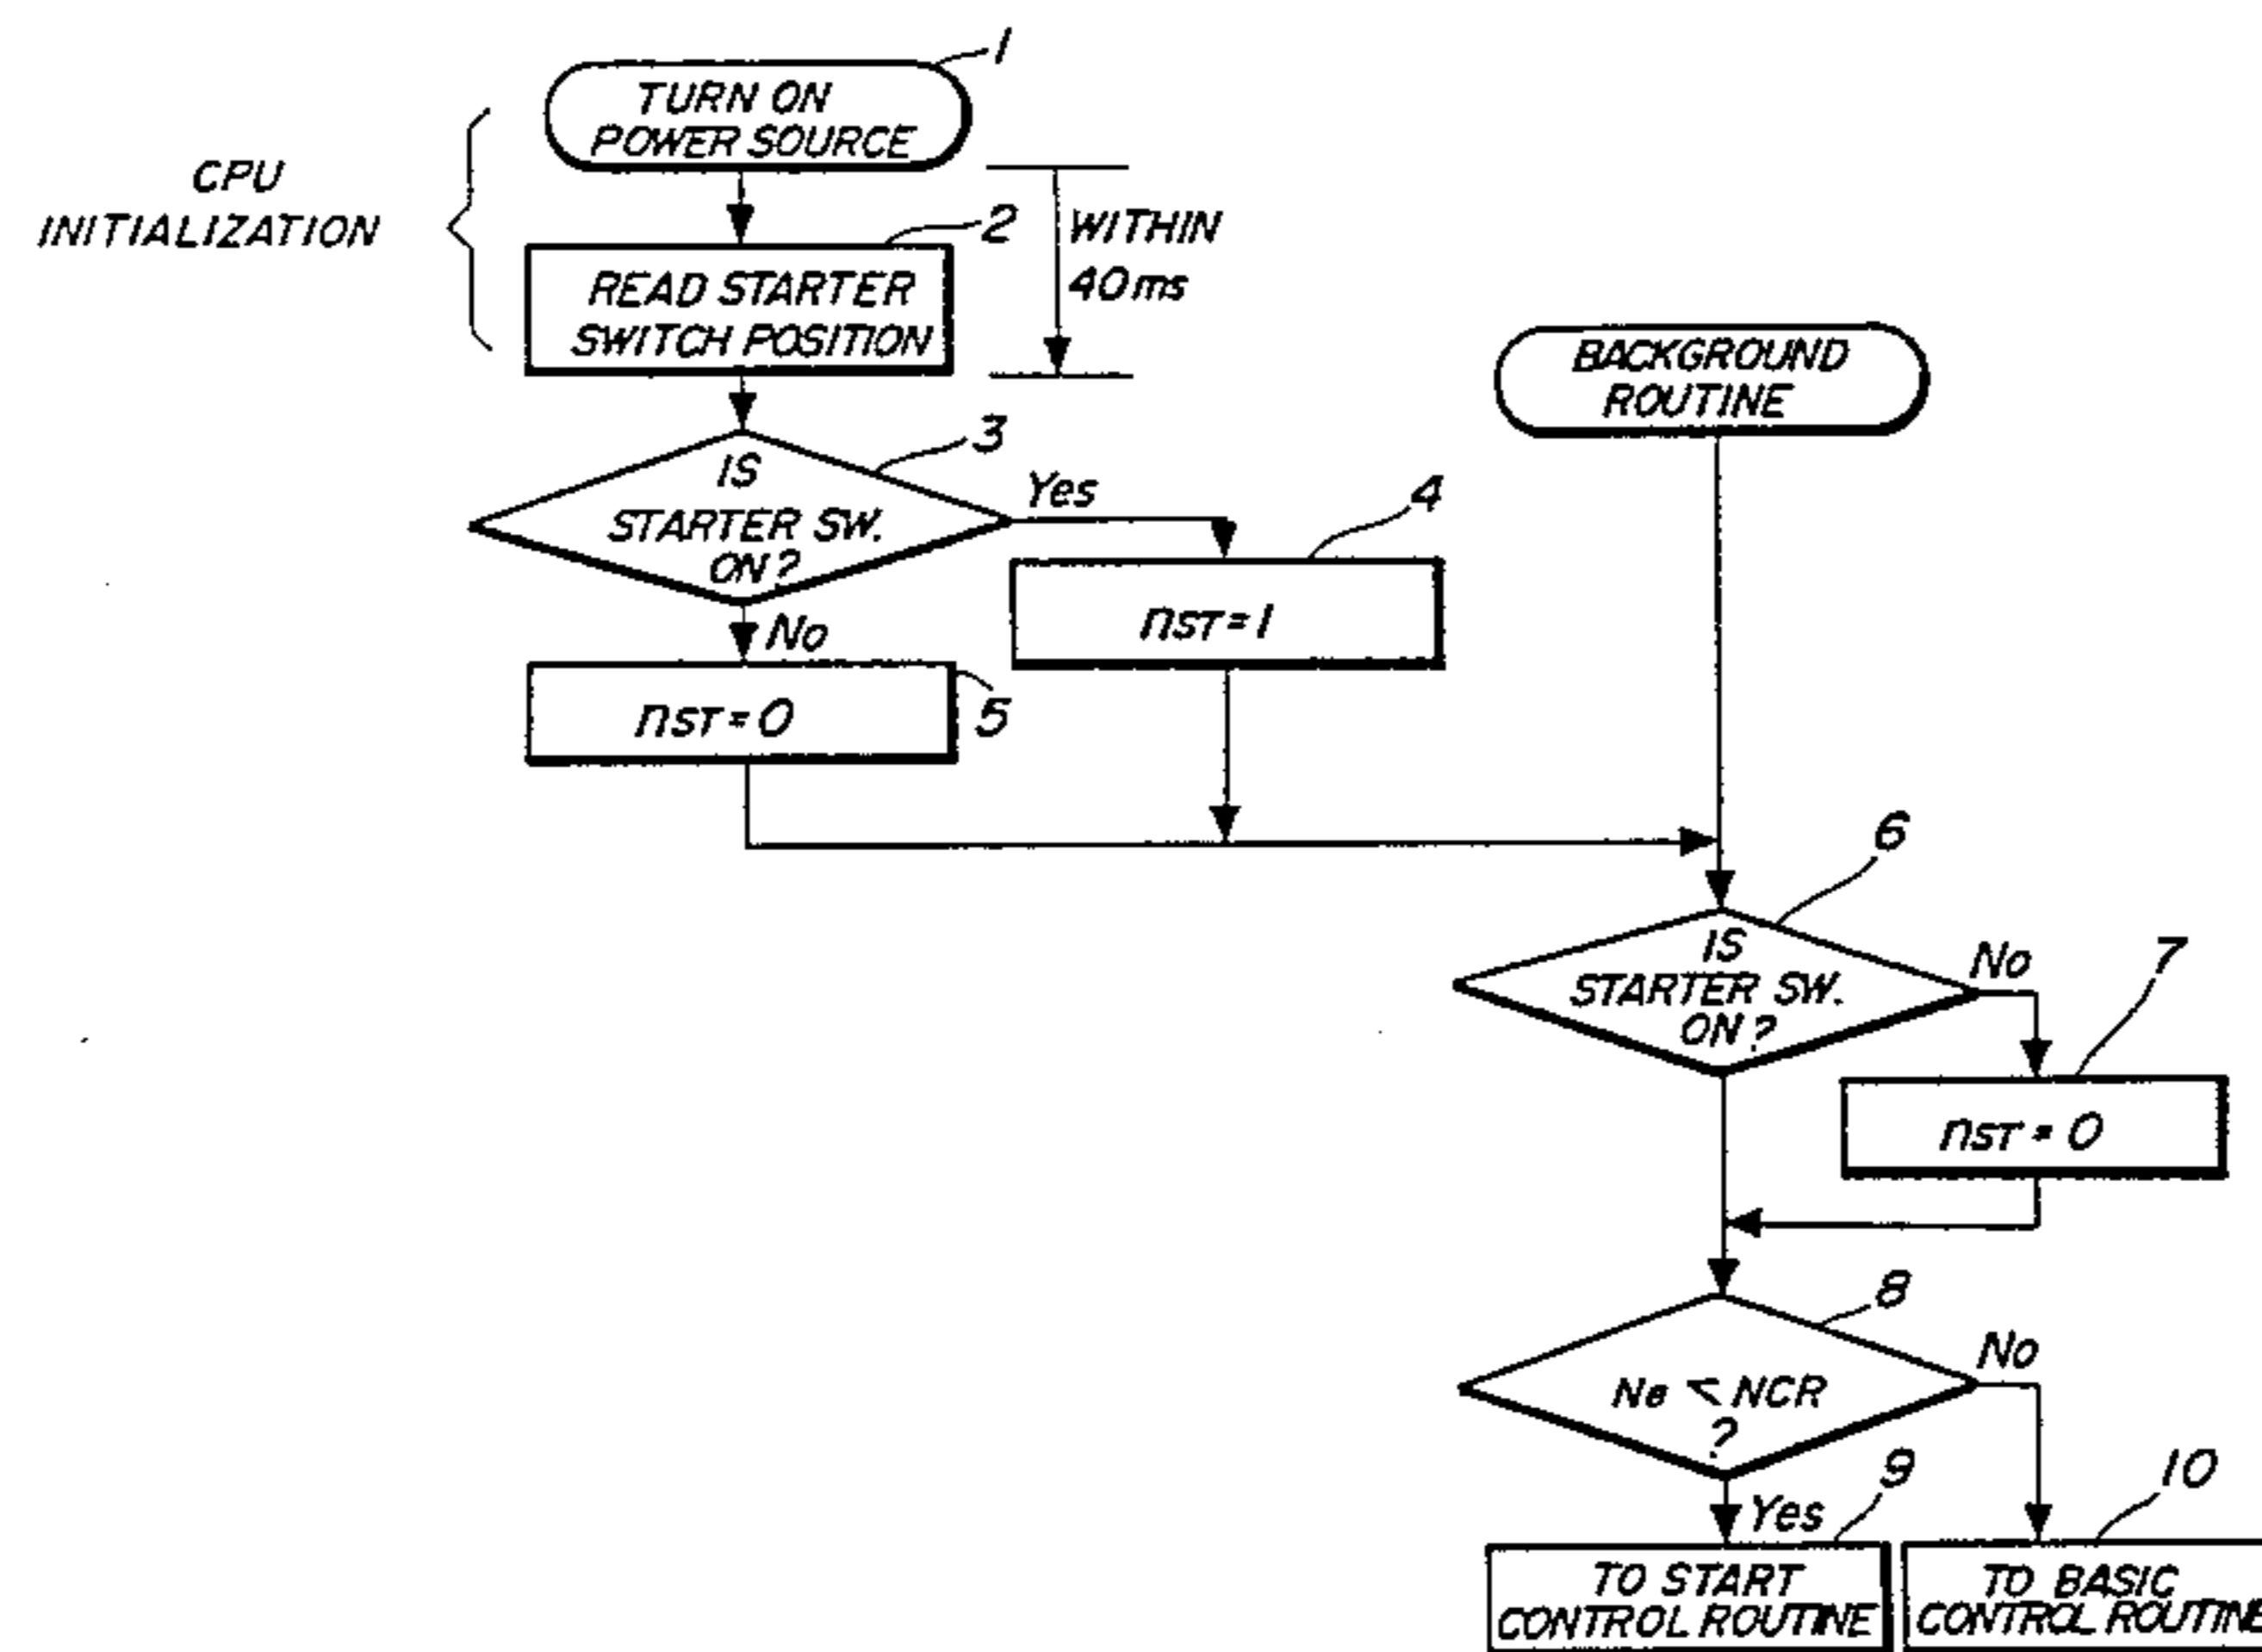 1
TURN ON
POWER SOURCE
CPU
INITIALIZATION
2
WITHIN
40ms
READ STARTER
SWITCH POSITION
BACKGROUND
ROUTINE
3
IS
STARTER SW.
ON?
Yes
4
nST=1
No
nST=0
5
6
IS
STARTER SW.
ON?
No
7
nST=0
8
Ne < NCR
?
No
Yes
9
10
TO START
CONTROL ROUTINE
TO BASIC
CONTROL ROUTINE